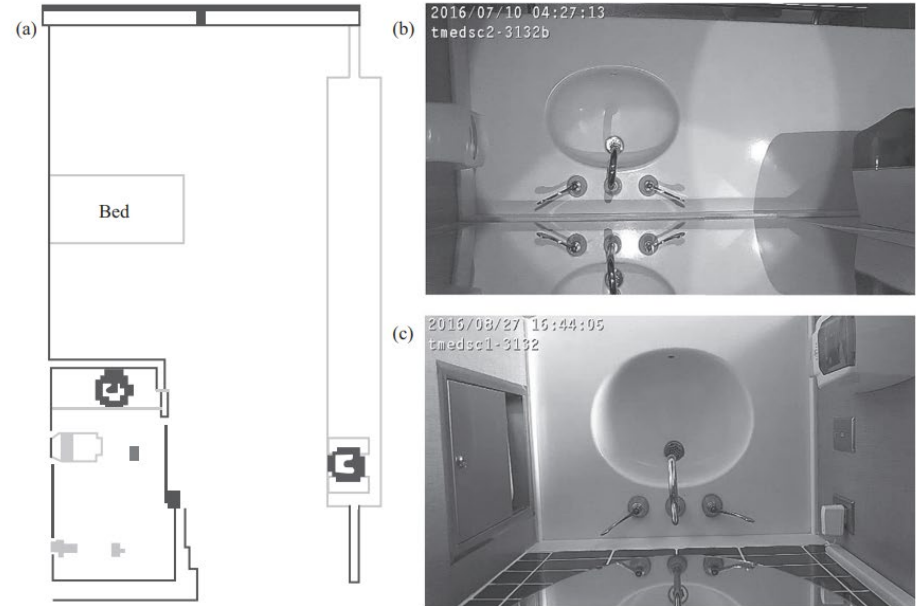 (a)
Bed
(b)
2016/07/10 04:27:13
tmedsc2-3132b
(c)
2016/08/27 16:44:05
tmedsc1-3132